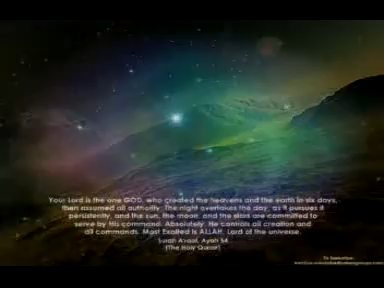 Your Lord is the one GOD, who created the heavens and the earth in six days,
then assumed all authority. The night overtakes the day, as it pursues it
persistently, and the sun, the moon, and the stars are committed to
serve by His command. Absolutely, He controls all creation and
all commands. Most Exalted is ALLAH, Lord of the universe.
Surah A'raaf, Ayah 54
(The Holy Quran)